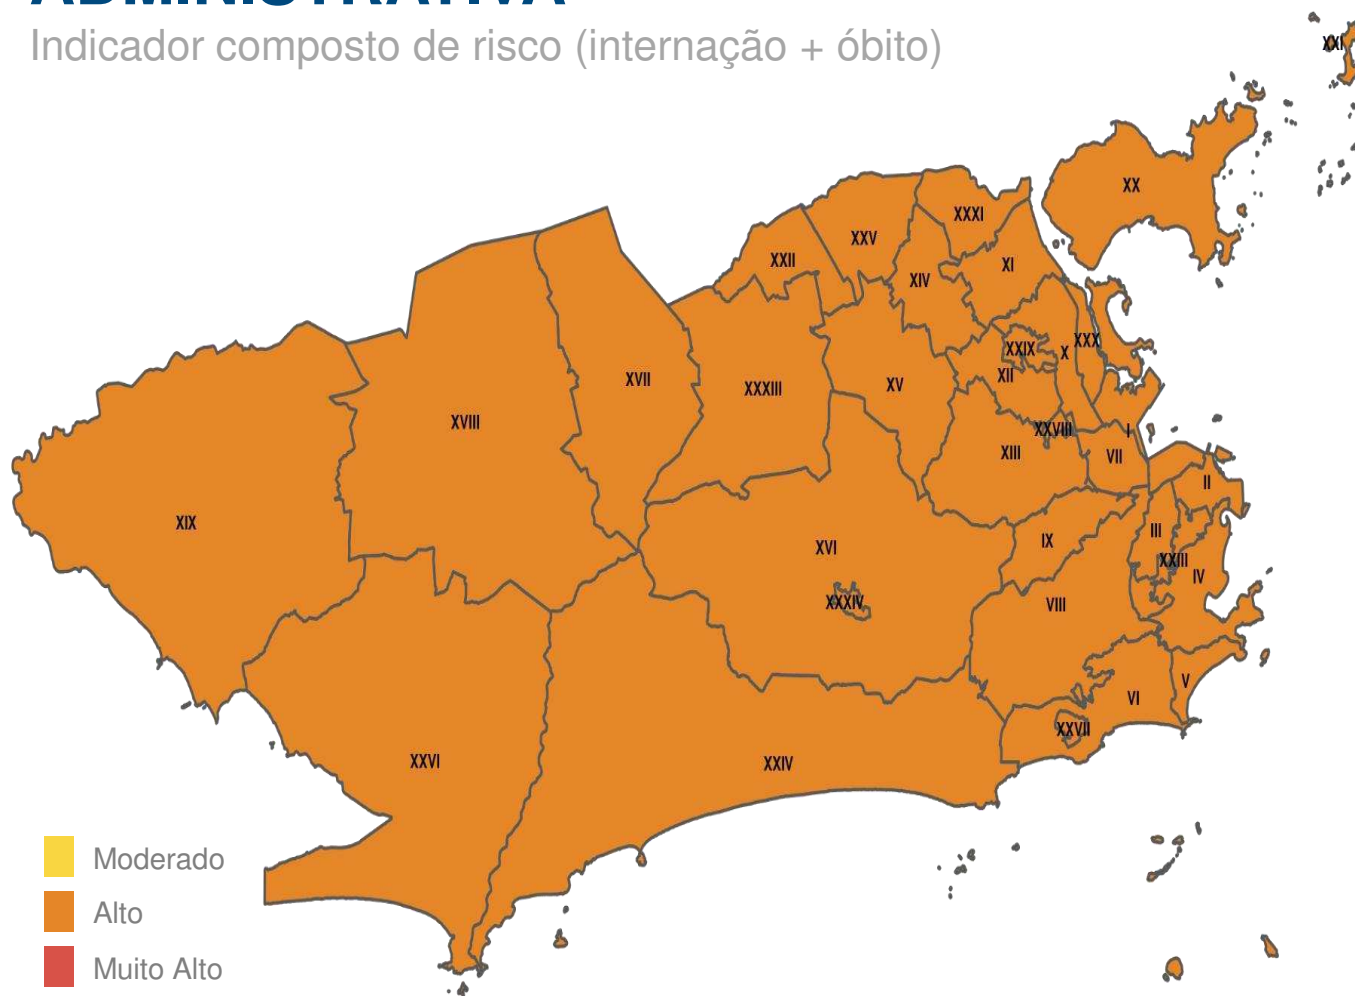 ADMINISTRATIVA
Indicador composto de risco (internação + óbito)
XXI
XX
XXXI
XXV
XXII
XI
XIV
XXX
XXIX
X
XII
XVII
XXXIII
XV
XVIII
XXVIII
I
XIII
VII
II
XIX
III
IX
XVI
XXIII
IV
XXXIV
VIII
V
VI
XXVII
XXVI
XXIV
Moderado
Alto
Muito Alto